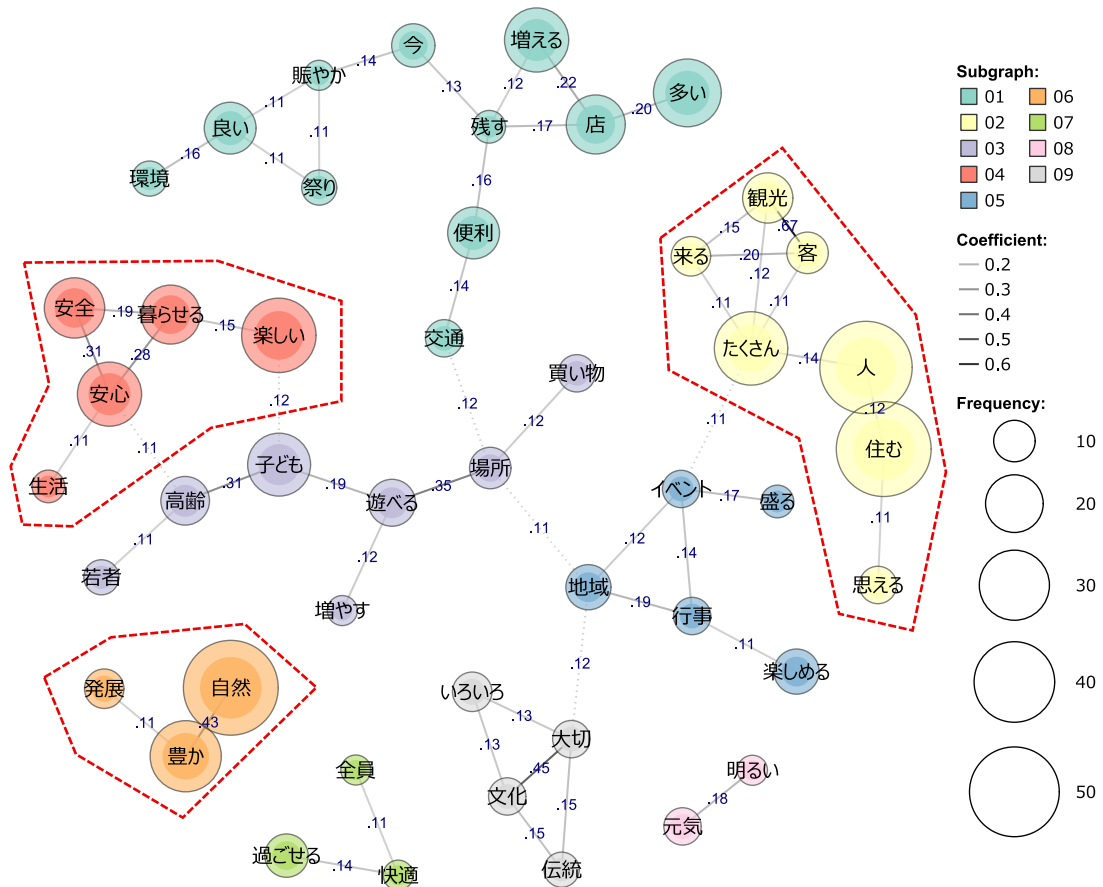 増える
今
多い
賑やか
.14
.13
.12
.22
.20
残す
.17
店
.11
良い
.11
.11
.16
環境
祭り
.16
便利
.14
交通
観光
.15
.67
来る
.20
客
.12
.11
.11
たくさん
.14
人
.12
住む
.11
思える
安全
.19
暮らせる
.15
楽しい
.31
.28
安心
.11
.11
生活
.12
買い物
.12
.12
子ども
場所
.31
.19
遊べる
.35
高齢
.11
若者
.12
増やす
.11
.11
イベント
.17
盛る
.12
.14
地域
.19
行事
.11
楽しめる
.12
発展
自然
.11
.43
豊か
いろいろ
.13
大切
.13
.45
文化
.15
.15
伝統
全員
.11
過ごせる
.14
快適
明るい
.18
元気
Subgraph:
01
06
02
07
03
08
04
09
05
Coefficient:
0.2
0.3
0.4
0.5
0.6
Frequency:
10
20
30
40
50